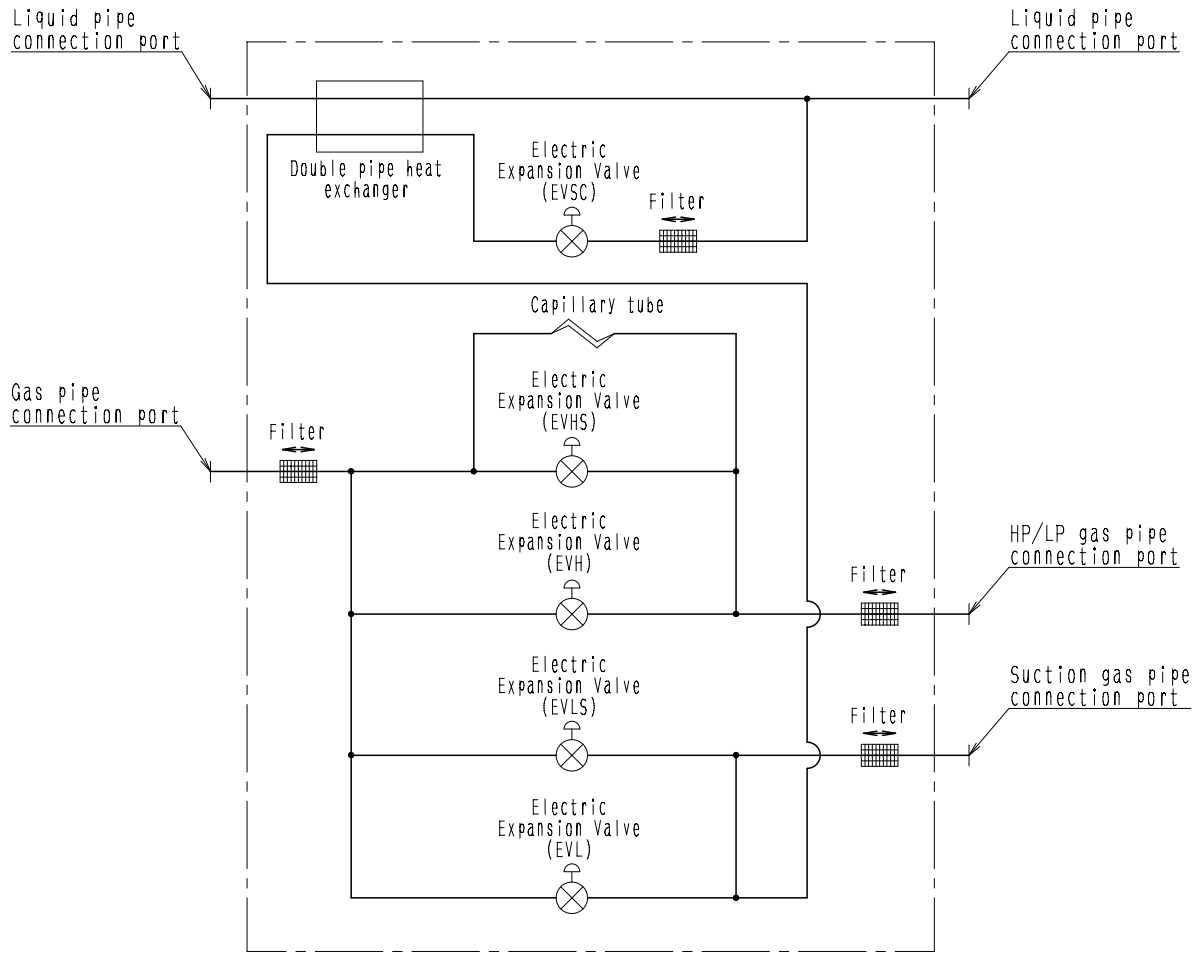 Liquid pipe
connection port
Liquid pipe
connection port
Double pipe heat
exchanger
Electric
Expansion Valve
(EVSC)
Filter
Capillary tube
Electric
Expansion Valve
(EVHS)
Gas pipe
connection port
Filter
Electric
Expansion Valve
(EVH)
Filter
HP/LP gas pipe
connection port
Electric
Expansion Valve
(EVLS)
Filter
Suction gas pipe
connection port
Electric
Expansion Valve
(EVL)